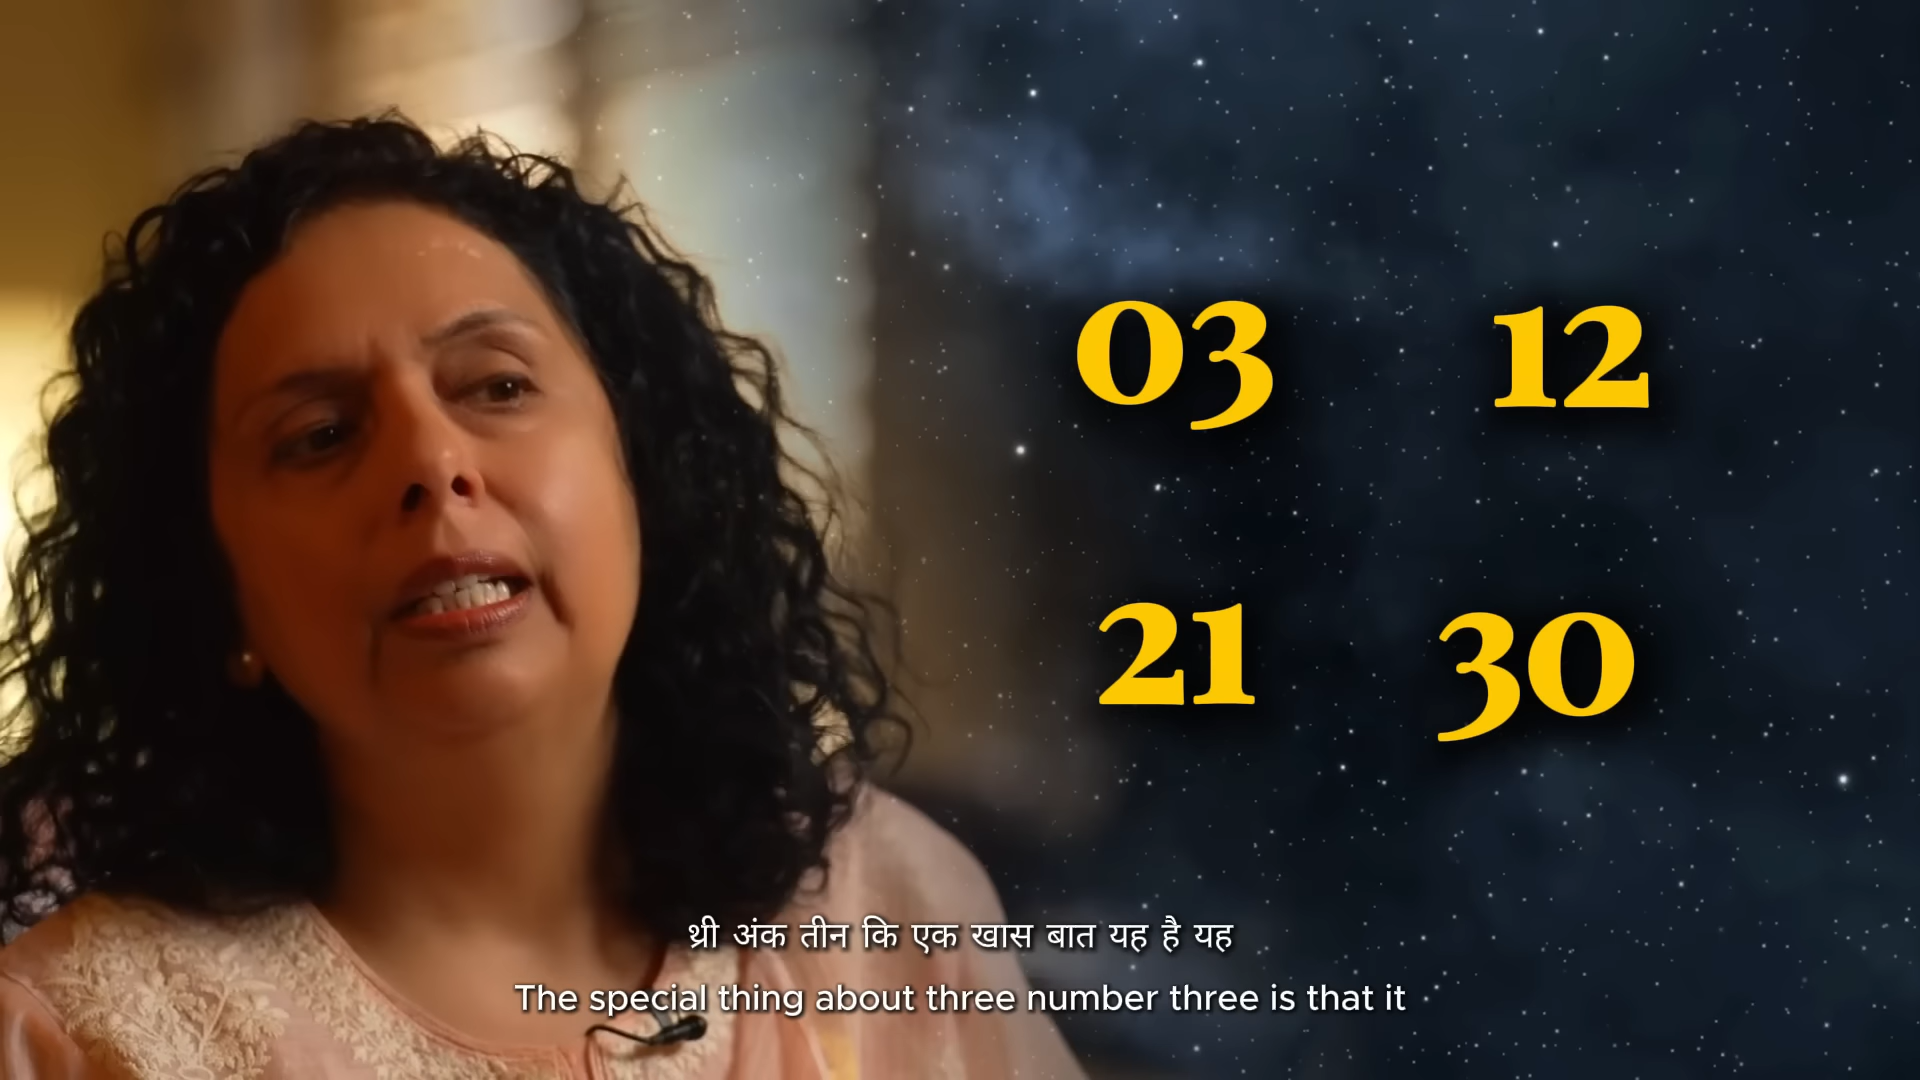 03 12
21 30
थ्री अंक तीन कि एक खास बात यह है यह
The special thing about three number three is that it